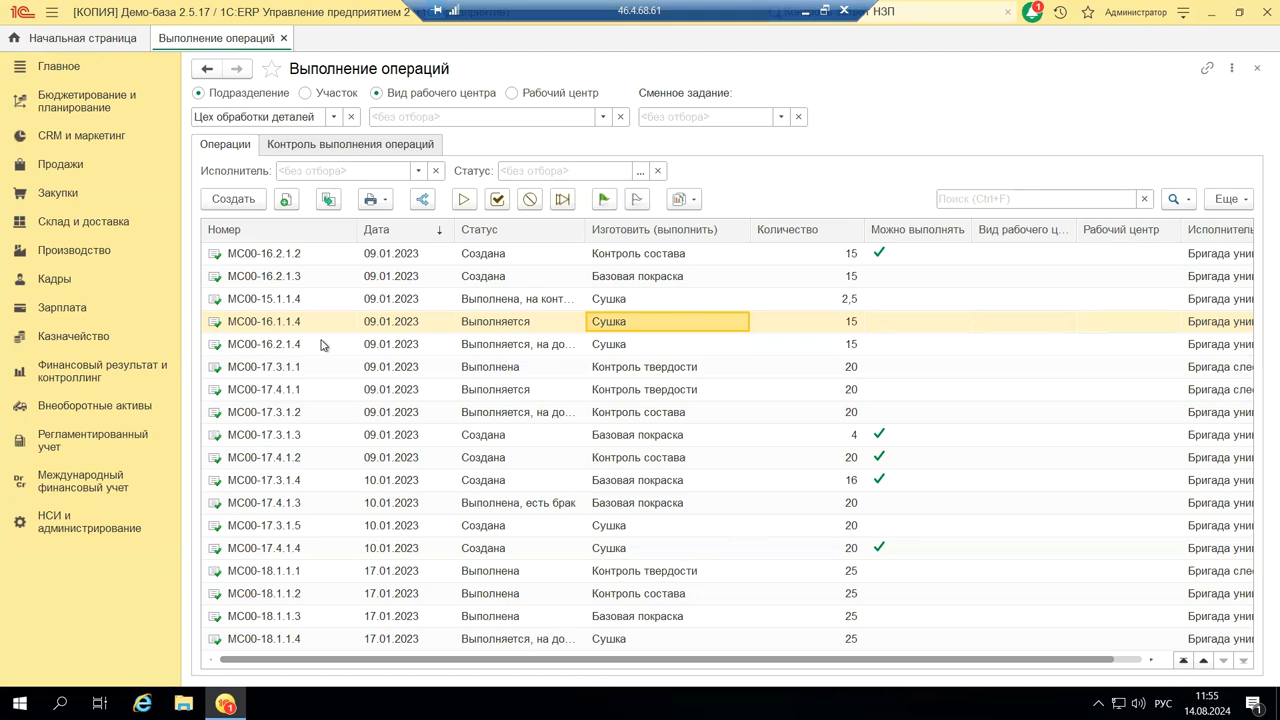 [КОПИЯ] Демо-база 2.5.17 / 1С:ERP Управление предприятием 2
46.4.68.61
НЗП
1
Администратор
Начальная страница
Выполнение операций
Главное
Бюджетирование и планирование
CRM и маркетинг
Продажи
Закупки
Склад и доставка
Производство
Кадры
Зарплата
Казначейство
Финансовый результат и контроллинг
Внеоборотные активы
Регламентированный учет
Международный финансовый учет
НСИ и администрирование
Выполнение операций
Подразделение Участок Вид рабочего центра Рабочий центр Сменное задание:
Цех обработки деталей <без отбора> <без отбора>
Операции Контроль выполнения операций
Исполнитель: <без отбора> Статус: <без отбора> ...
Создать Поиск (Ctrl+F) Еще
Номер Дата Статус Изготовить (выполнить) Количество Можно выполнять Вид рабочего ц... Рабочий центр Исполнитель
МС00-16.2.1.2 09.01.2023 Создана Контроль состава 15 Бригада уни
МС00-16.2.1.3 09.01.2023 Создана Базовая покраска 15 Бригада уни
МС00-15.1.1.4 09.01.2023 Выполнена, на конт... Сушка 2,5 Бригада уни
МС00-16.1.1.4 09.01.2023 Выполняется Сушка 15 Бригада уни
МС00-16.2.1.4 09.01.2023 Выполняется, на до... Сушка 15 Бригада уни
МС00-17.3.1.1 09.01.2023 Выполнена Контроль твердости 20 Бригада сле
МС00-17.4.1.1 09.01.2023 Выполняется Контроль твердости 20 Бригада сле
МС00-17.3.1.2 09.01.2023 Выполняется, на до... Контроль состава 20 Бригада уни
МС00-17.3.1.3 09.01.2023 Создана Базовая покраска 4 Бригада уни
МС00-17.4.1.2 09.01.2023 Создана Контроль состава 20 Бригада уни
МС00-17.3.1.4 10.01.2023 Создана Базовая покраска 16 Бригада уни
МС00-17.4.1.3 10.01.2023 Выполнена, есть брак Базовая покраска 20 Бригада уни
МС00-17.3.1.5 10.01.2023 Создана Сушка 20 Бригада уни
МС00-17.4.1.4 10.01.2023 Создана Сушка 20 Бригада уни
МС00-18.1.1.1 17.01.2023 Выполнена Контроль твердости 25 Бригада сле
МС00-18.1.1.2 17.01.2023 Выполнена Контроль состава 25 Бригада уни
МС00-18.1.1.3 17.01.2023 Выполнена Базовая покраска 25 Бригада уни
МС00-18.1.1.4 17.01.2023 Выполняется, на до... Сушка 25 Бригада уни
1
РУС
11:55
14.08.2024
1